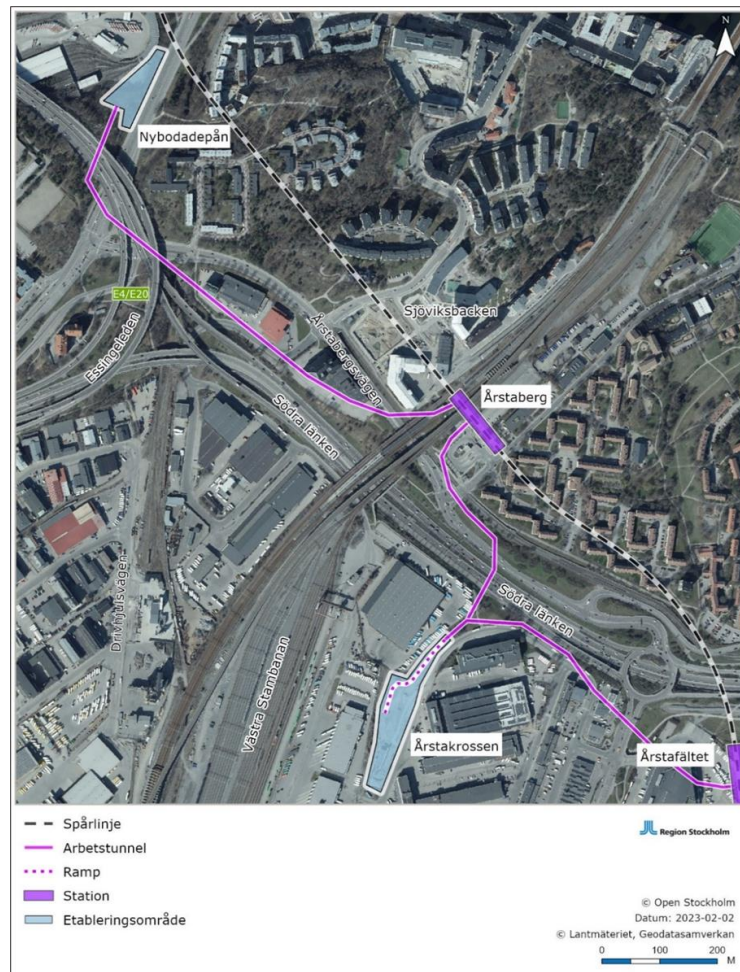 N
Nybodadepån
E4/E20
Essingeleden
Sjöviksbacken
Årstabergsvägen
Årstaberg
Södra länken
Drivhjulsvägen
Södra länken
Västra Stambanan
Årstakrossen
Årstafältet
Spårlinje
Arbetstunnel
Ramp
Station
Etableringsområde
Region Stockholm
© Open Stockholm
Datum: 2023-02-02
© Lantmäteriet, Geodatasamverkan
0 100 200
M